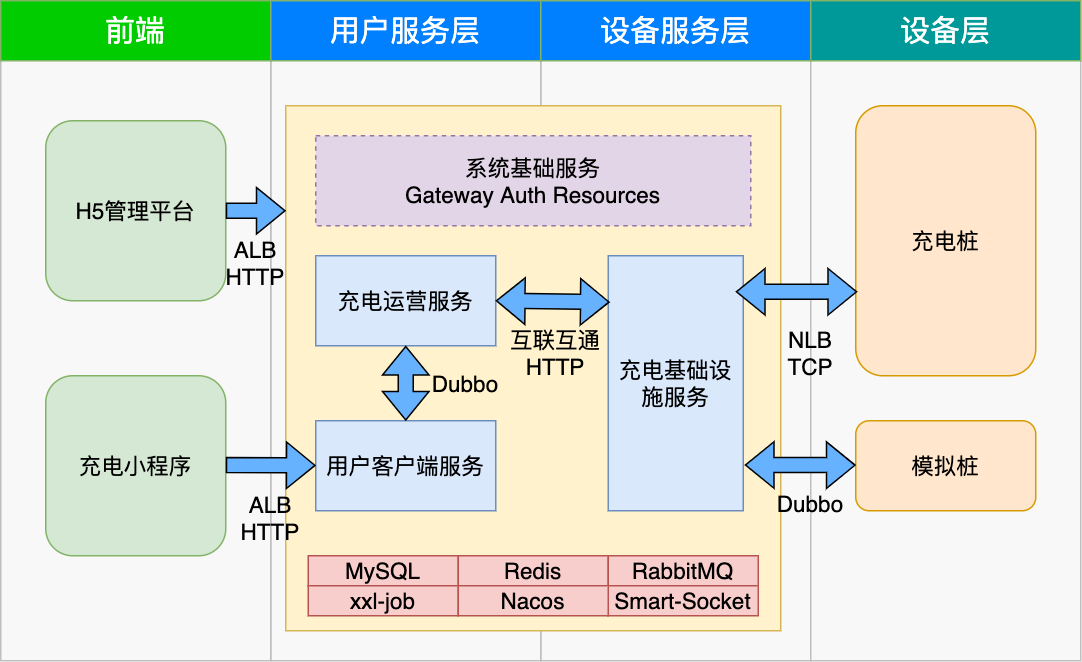 前端
用户服务层
设备服务层
设备层
系统基础服务
Gateway Auth Resources
H5管理平台
ALB
HTTP
充电桩
充电运营服务
互联互通
HTTP
充电基础设
施服务
NLB
TCP
Dubbo
充电小程序
ALB
HTTP
用户客户端服务
模拟桩
Dubbo
MySQL
Redis
RabbitMQ
xxl-job
Nacos
Smart-Socket